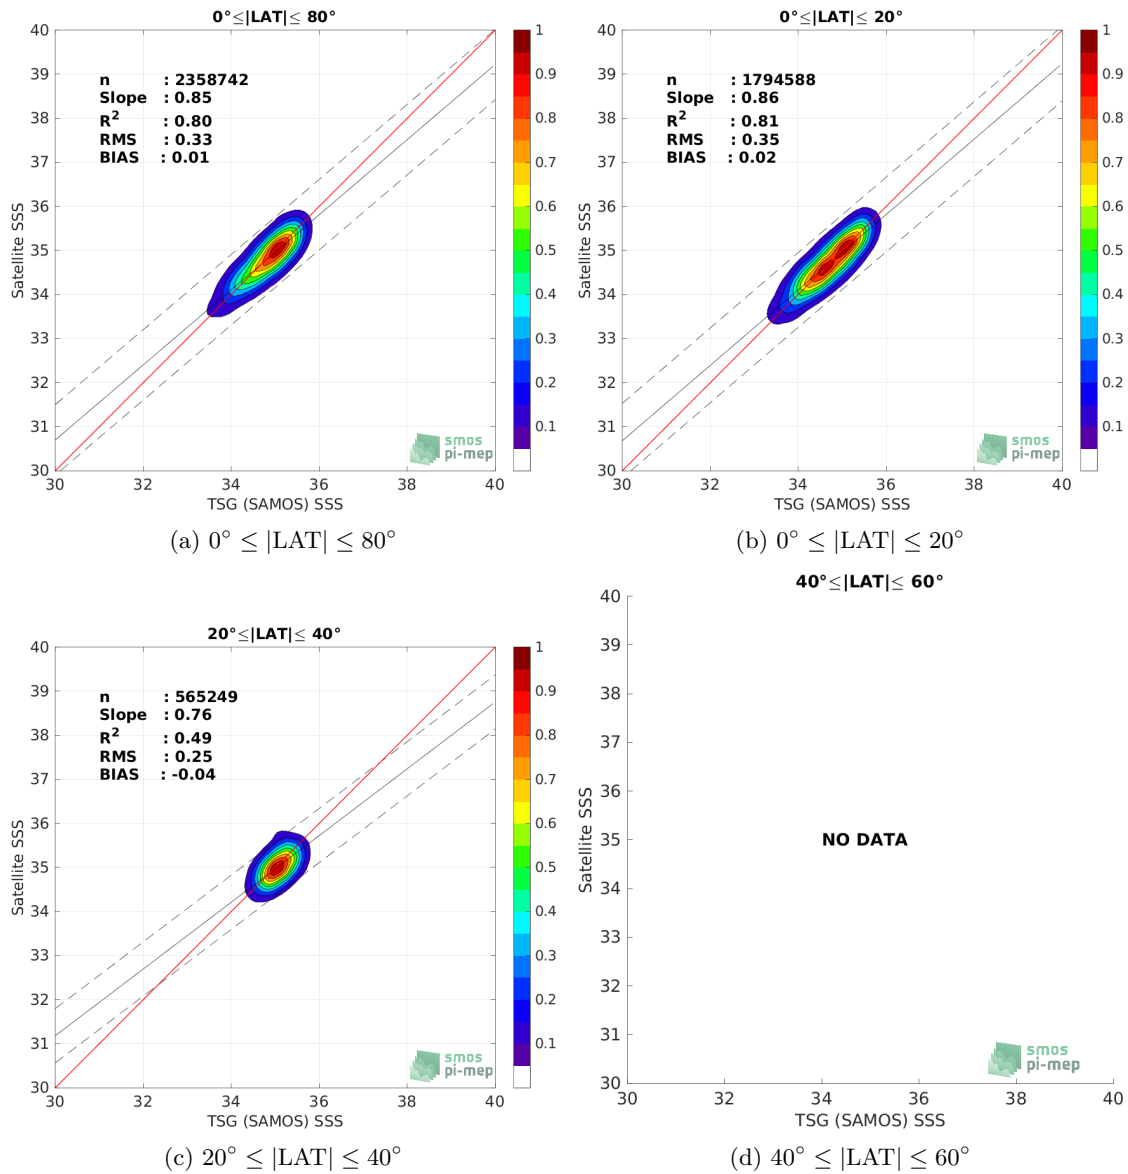 0°≤|LAT|≤ 80°
40
39
38
37
36
35
34
33
32
31
30
Satellite SSS
n : 2358742
Slope : 0.85
R2 : 0.80
RMS : 0.33
BIAS : 0.01
smos
pi-mep
30 32 34 36 38 40
TSG (SAMOS) SSS
1
0.9
0.8
0.7
0.6
0.5
0.4
0.3
0.2
0.1
(a) 0° ≤ |LAT| ≤ 80°
0°≤|LAT|≤ 20°
40
39
38
37
36
35
34
33
32
31
30
Satellite SSS
n : 1794588
Slope : 0.86
R2 : 0.81
RMS : 0.35
BIAS : 0.02
smos
pi-mep
30 32 34 36 38 40
TSG (SAMOS) SSS
1
0.9
0.8
0.7
0.6
0.5
0.4
0.3
0.2
0.1
(b) 0° ≤ |LAT| ≤ 20°
20°≤|LAT|≤ 40°
40
39
38
37
36
35
34
33
32
31
30
Satellite SSS
n : 565249
Slope : 0.76
R2 : 0.49
RMS : 0.25
BIAS : -0.04
smos
pi-mep
30 32 34 36 38 40
TSG (SAMOS) SSS
1
0.9
0.8
0.7
0.6
0.5
0.4
0.3
0.2
0.1
(c) 20° ≤ |LAT| ≤ 40°
40°≤|LAT|≤ 60°
40
39
38
37
36
35
34
33
32
31
30
Satellite SSS
NO DATA
smos
pi-mep
30 32 34 36 38 40
TSG (SAMOS) SSS
(d) 40° ≤ |LAT| ≤ 60°